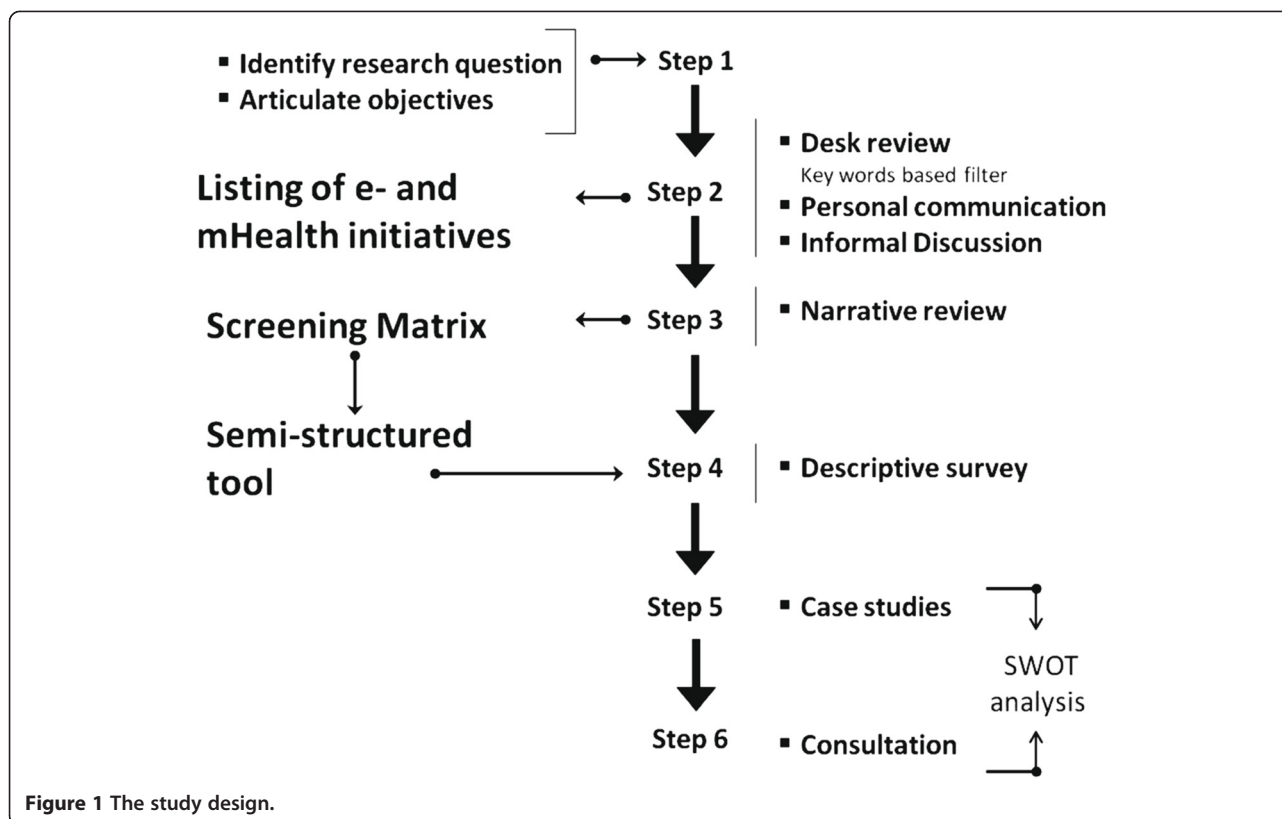 ▪ Identify research question
▪ Articulate objectives
Step 1
Step 2
▪ Desk review
Key words based filter
▪ Personal communication
▪ Informal Discussion
Listing of e- and
mHealth initiatives
Step 3
▪ Narrative review
Screening Matrix
Semi-structured
tool
Step 4
▪ Descriptive survey
Step 5
▪ Case studies
SWOT
analysis
Step 6
▪ Consultation
Figure 1 The study design.